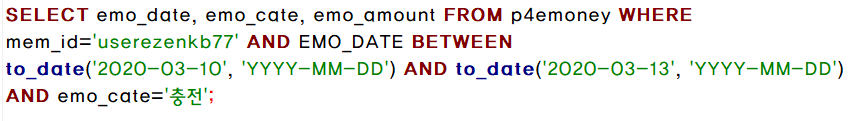 SELECT emo_date, emo_cate, emo_amount FROM p4emoney WHERE
mem_id='userezenkb77' AND EMO_DATE BETWEEN
to_date('2020-03-10', 'YYYY-MM-DD') AND to_date('2020-03-13', 'YYYY-MM-DD')
AND emo_cate='충전';